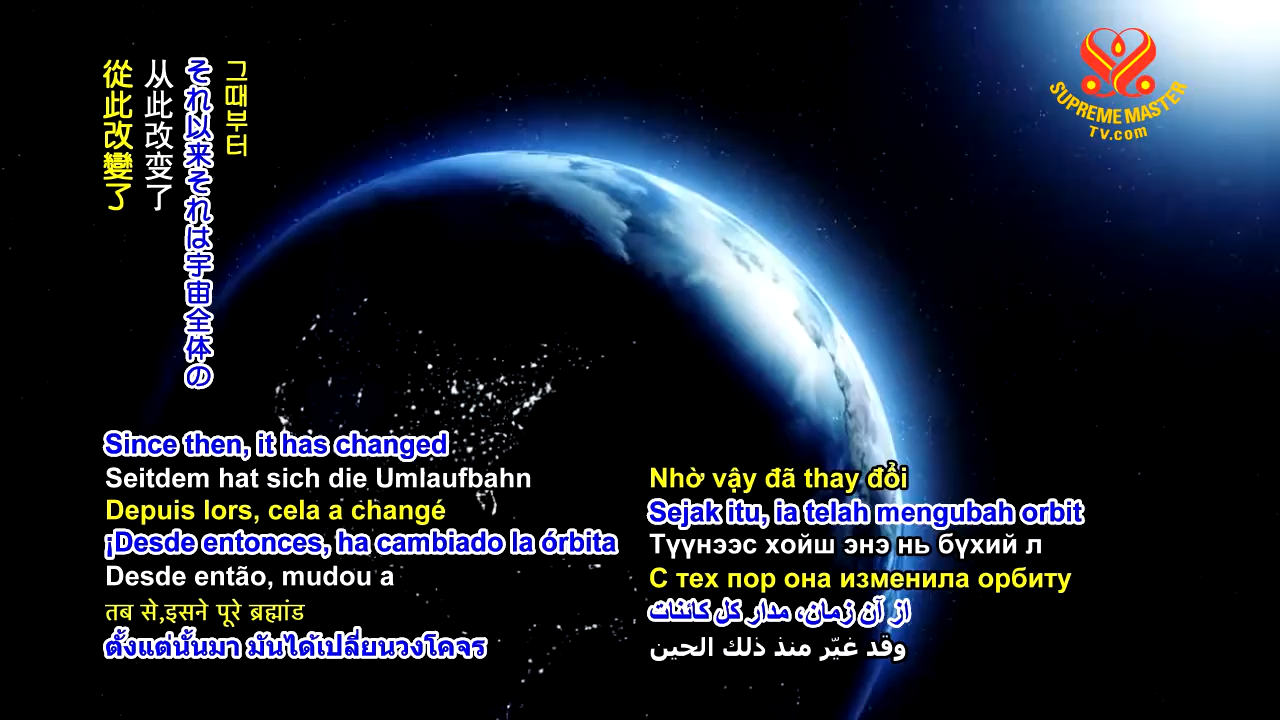 從此改變了
从此改变了
それ以来それは宇宙全体の
그때부터
SUPREME MASTER
TV.com
Since then, it has changed
Seitdem hat sich die Umlaufbahn
Depuis lors, cela a changé
¡Desde entonces, ha cambiado la órbita
Desde então, mudou a
तब से,इसने पूरे ब्रह्मांड
ตั้งแต่นั้นมา มันได้เปลี่ยนวงโคจร
Nhờ vậy đã thay đổi
Sejak itu, ia telah mengubah orbit
Түүнээс хойш энэ нь бүхий л
С тех пор она изменила орбиту
از آن زمان، مدار کل کائنات
وقد غيّر منذ ذلك الحين